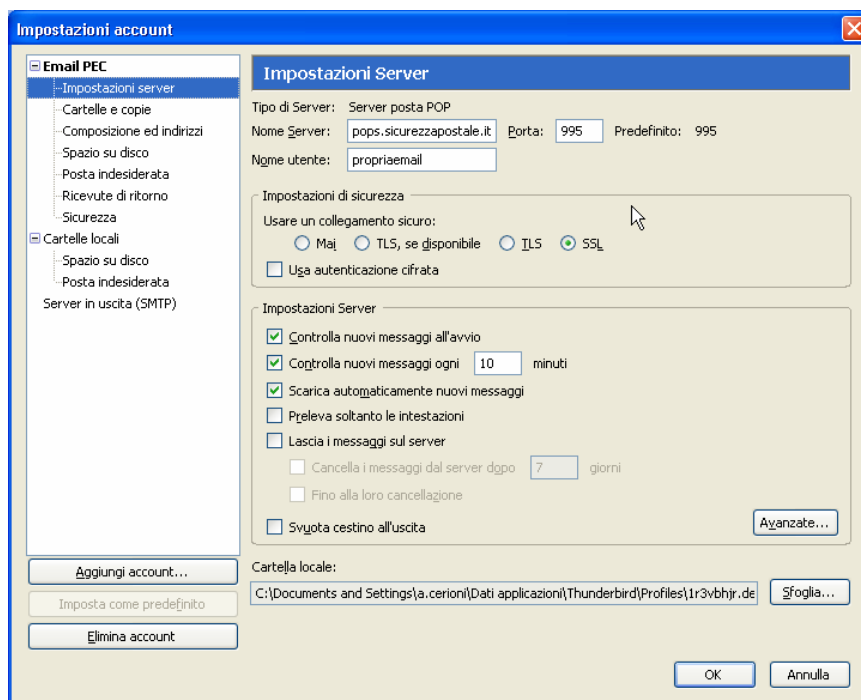 Impostazioni account
Email PEC
Impostazioni server
Cartelle e copie
Composizione ed indirizzi
Spazio su disco
Posta indesiderata
Ricevute di ritorno
Sicurezza
Cartelle locali
Spazio su disco
Posta indesiderata
Server in uscita (SMTP)
Aggiungi account...
Imposta come predefinito
Elimina account
Impostazioni Server
Tipo di Server: Server posta POP
Nome Server: pops.sicurezzapostale.it Porta: 995 Predefinito: 995
Nome utente: propriaemail
Impostazioni di sicurezza
Usare un collegamento sicuro:
Mai TLS, se disponibile TLS SSL
Usa autenticazione cifrata
Impostazioni Server
Controlla nuovi messaggi all'avvio
Controlla nuovi messaggi ogni 10 minuti
Scarica automaticamente nuovi messaggi
Preleva soltanto le intestazioni
Lascia i messaggi sul server
Cancella i messaggi dal server dopo 7 giorni
Fino alla loro cancellazione
Svuota cestino all'uscita
Avanzate...
Cartella locale:
C:\Documents and Settings\a.cerioni\Dati applicazioni\Thunderbird\Profiles\1r3vbhjr.de Sfoglia...
OK Annulla